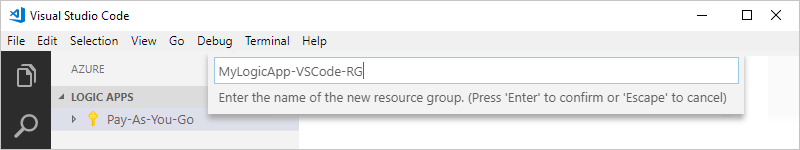 Visual Studio Code
File Edit Selection View Go Debug Terminal Help
AZURE
MyLogicApp-VSCode-RG
Enter the name of the new resource group. (Press 'Enter' to confirm or 'Escape' to cancel)
LOGIC APPS
Pay-As-You-Go